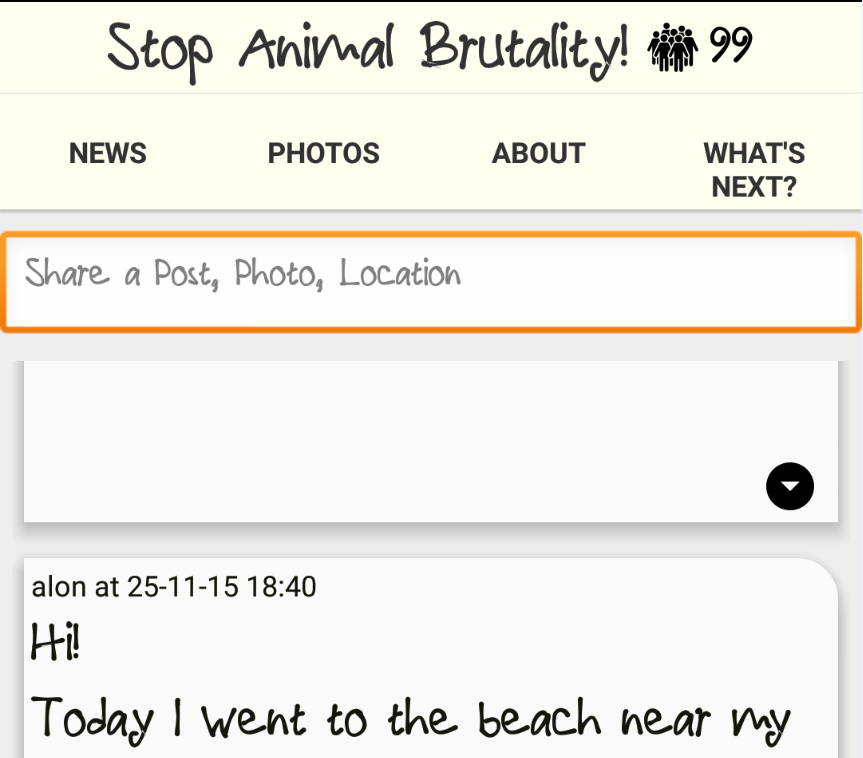 Stop Animal Brutality! 99
NEWS PHOTOS ABOUT WHAT'S
NEXT?
Share a Post, Photo, Location
alon at 25-11-15 18:40
Hi!
Today I went to the beach near my